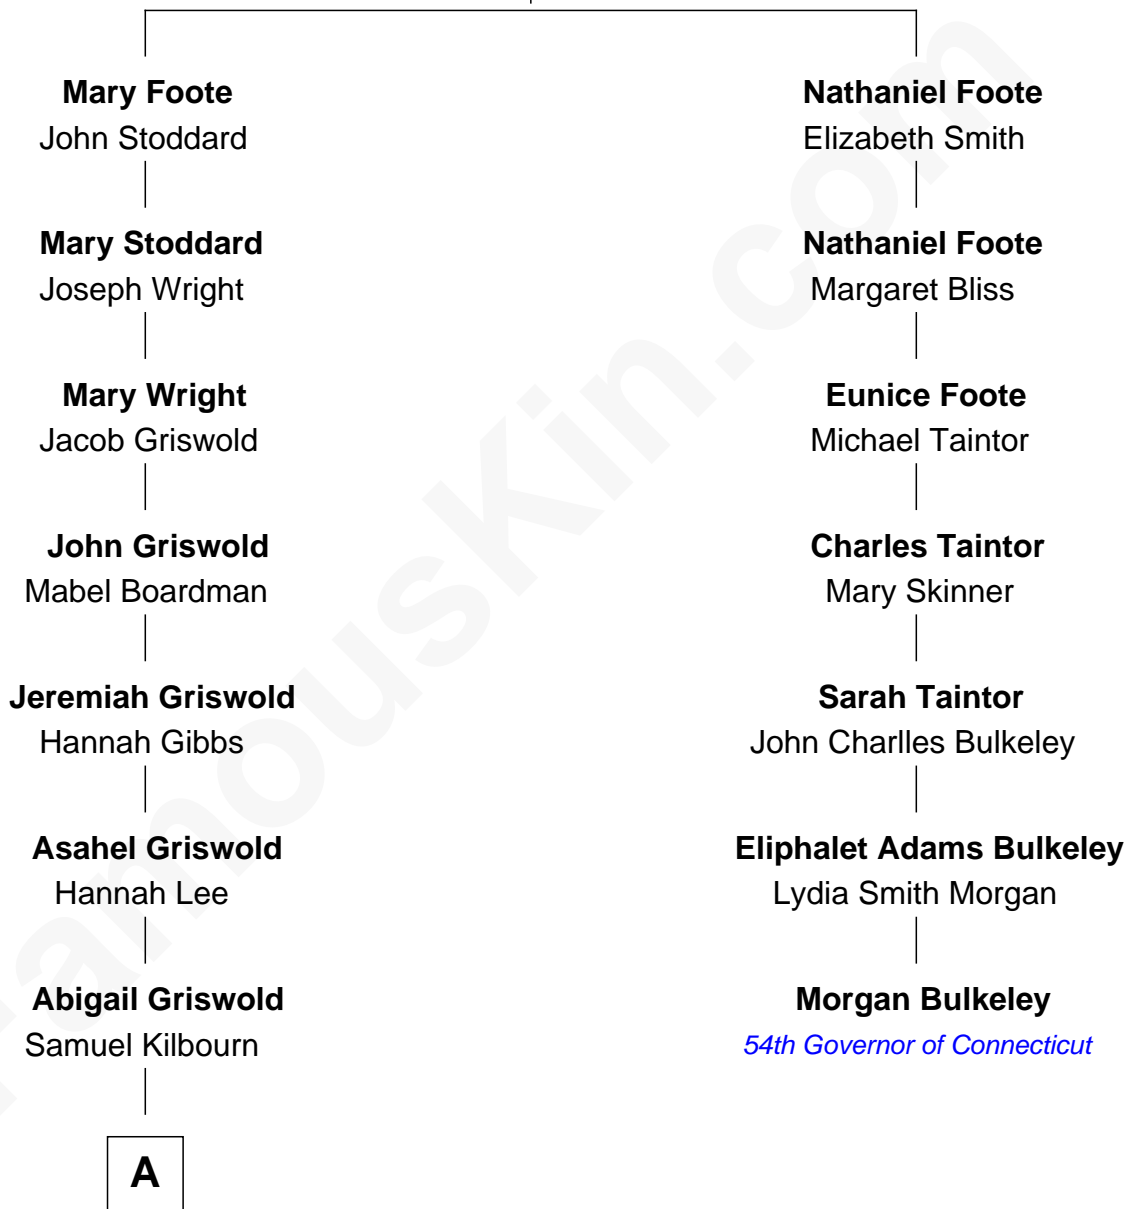 Mary Foote
John Stoddard
Nathaniel Foote
Elizabeth Smith
Mary Stoddard
Joseph Wright
Nathaniel Foote
Margaret Bliss
Mary Wright
Jacob Griswold
Eunice Foote
Michael Taintor
John Griswold
Mabel Boardman
Charles Taintor
Mary Skinner
Jeremiah Griswold
Hannah Gibbs
Sarah Taintor
John Charlles Bulkeley
Asahel Griswold
Hannah Lee
Eliphalet Adams Bulkeley
Lydia Smith Morgan
Abigail Griswold
Samuel Kilbourn
Morgan Bulkeley
54th Governor of Connecticut
A
FamousKin.com